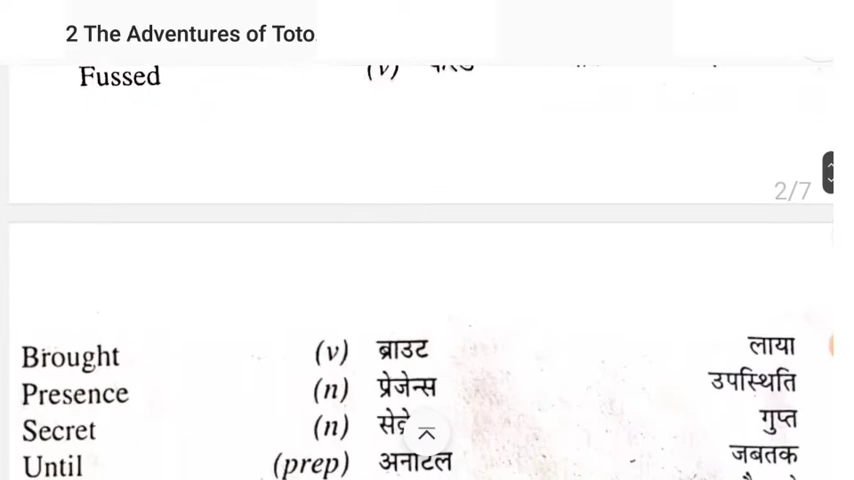 2 The Adventures of Toto
Fussed (v)
2/7
Brought (v) ब्राउट लाया
Presence (n) प्रेजेन्स उपस्थिति
Secret (n) गुप्त
Until (prep) अनटिल जबतक